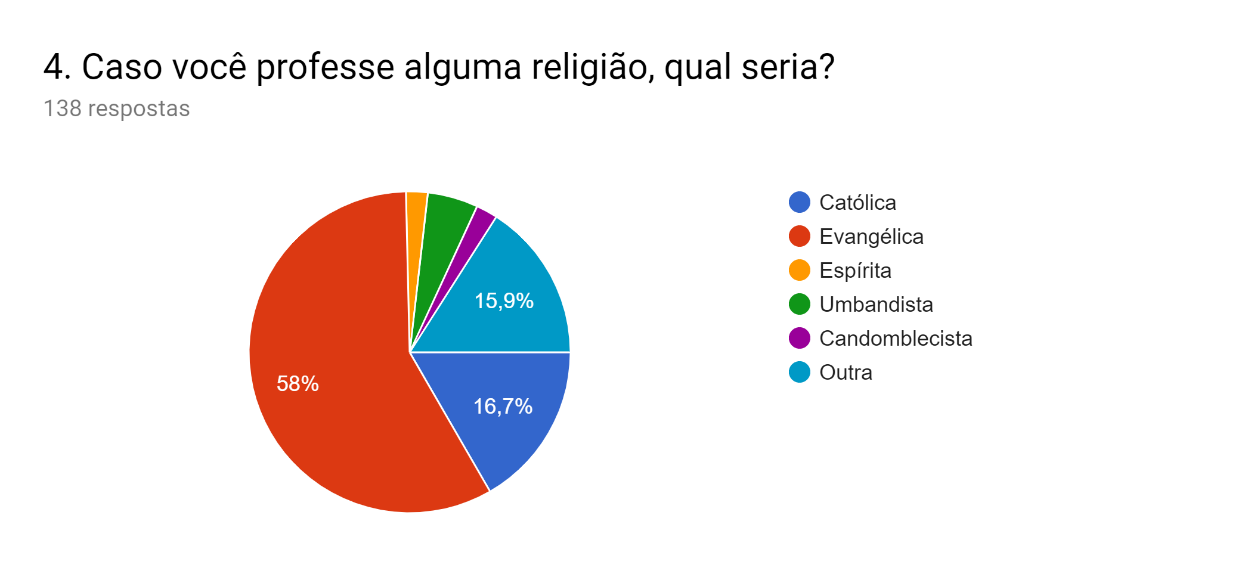 4. Caso você professe alguma religião, qual seria?
138 respostas
Católica
Evangélica
Espírita
Umbandista
Candomblecista
Outra
15,9%
58%
16,7%